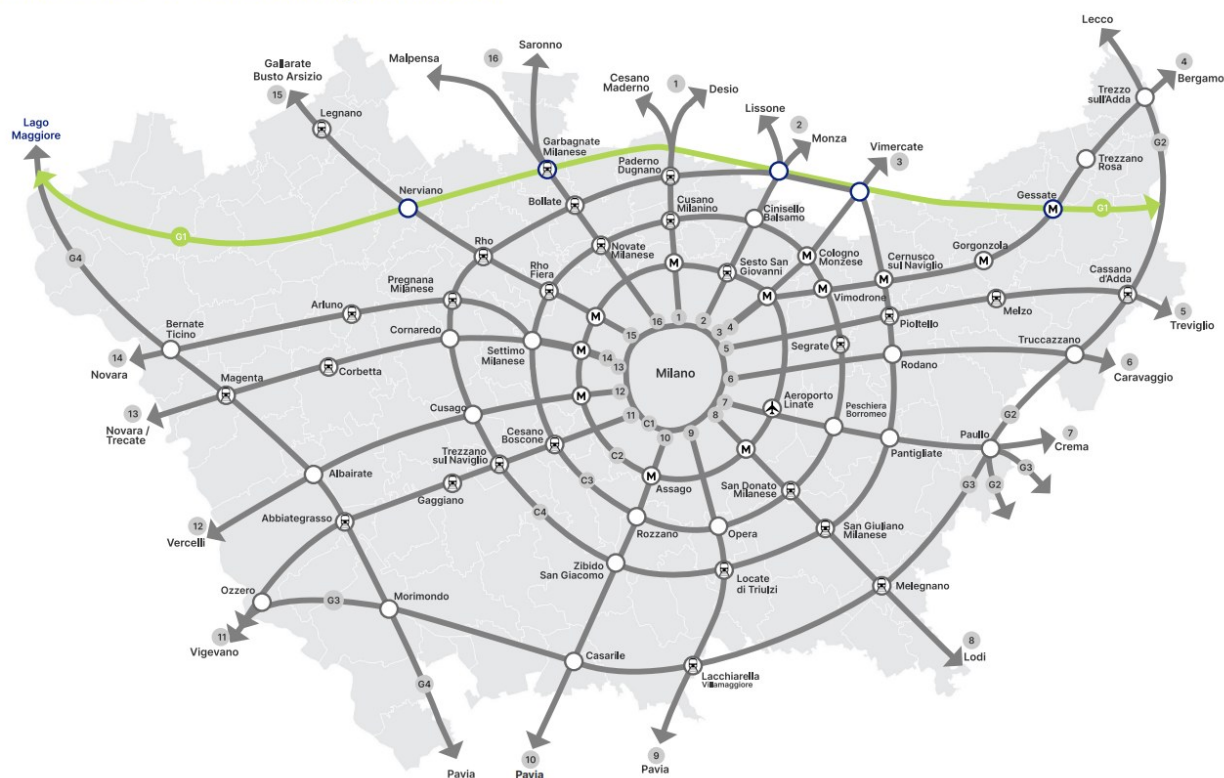 Lecco
4
Bergamo
Saronno
16
Malpensa
Gallarate
Busto Arsizio
15
Cesano
Maderno
1
Desio
Lissone
2
Monza
Trezzo
sull'Adda
Legnano
Lago
Maggiore
Garbagnate
Milanese
Paderno
Dugnano
Vimercate
3
G2
Trezzano
Rosa
Nerviano
Bollate
Cusano
Milanino
Cinisello
Balsamo
Gessate
M
G1
G1
G4
Rho
Novate
Milanese
Sesto San
Giovanni
Cologno
Monzese
M
Gorgonzola
M
Rho
Fiera
M
M
Cernusco
sul Naviglio
M
Cassano
d'Adda
Pregnana
Milanese
M
Vimodrone
M
Arluno
Melzo
Cornaredo
M
Pioltello
5
Treviglio
Bernate
Ticino
Settimo
Milanese
M
16
1
2
3
4
15
5
14
13
Segrate
Truccazzano
14
Novara
Corbetta
Milano
Rodano
6
Caravaggio
Magenta
12
6
M
13
Novara /
Trecate
Cusago
11
C1
10
9
8
7
Aeroporto
Linate
Peschiera
Borromeo
G2
Cesano
Boscone
Paullo
7
Crema
Trezzano
sul Naviglio
C2
M
Pantigliate
G3
Albairate
M
Assago
G3
G2
Gaggiano
C3
San Donato
Milanese
Abbiategrasso
C4
12
Vercelli
Rozzano
Opera
San Giuliano
Milanese
Zibido
San Giacomo
Locate
di Triulzi
Melegnano
Ozzero
G3
Morimondo
11
Vigevano
8
Lodi
Casarile
Lacchiarella
Villamaggiore
G4
10
Pavia
9
Pavia
Pavia